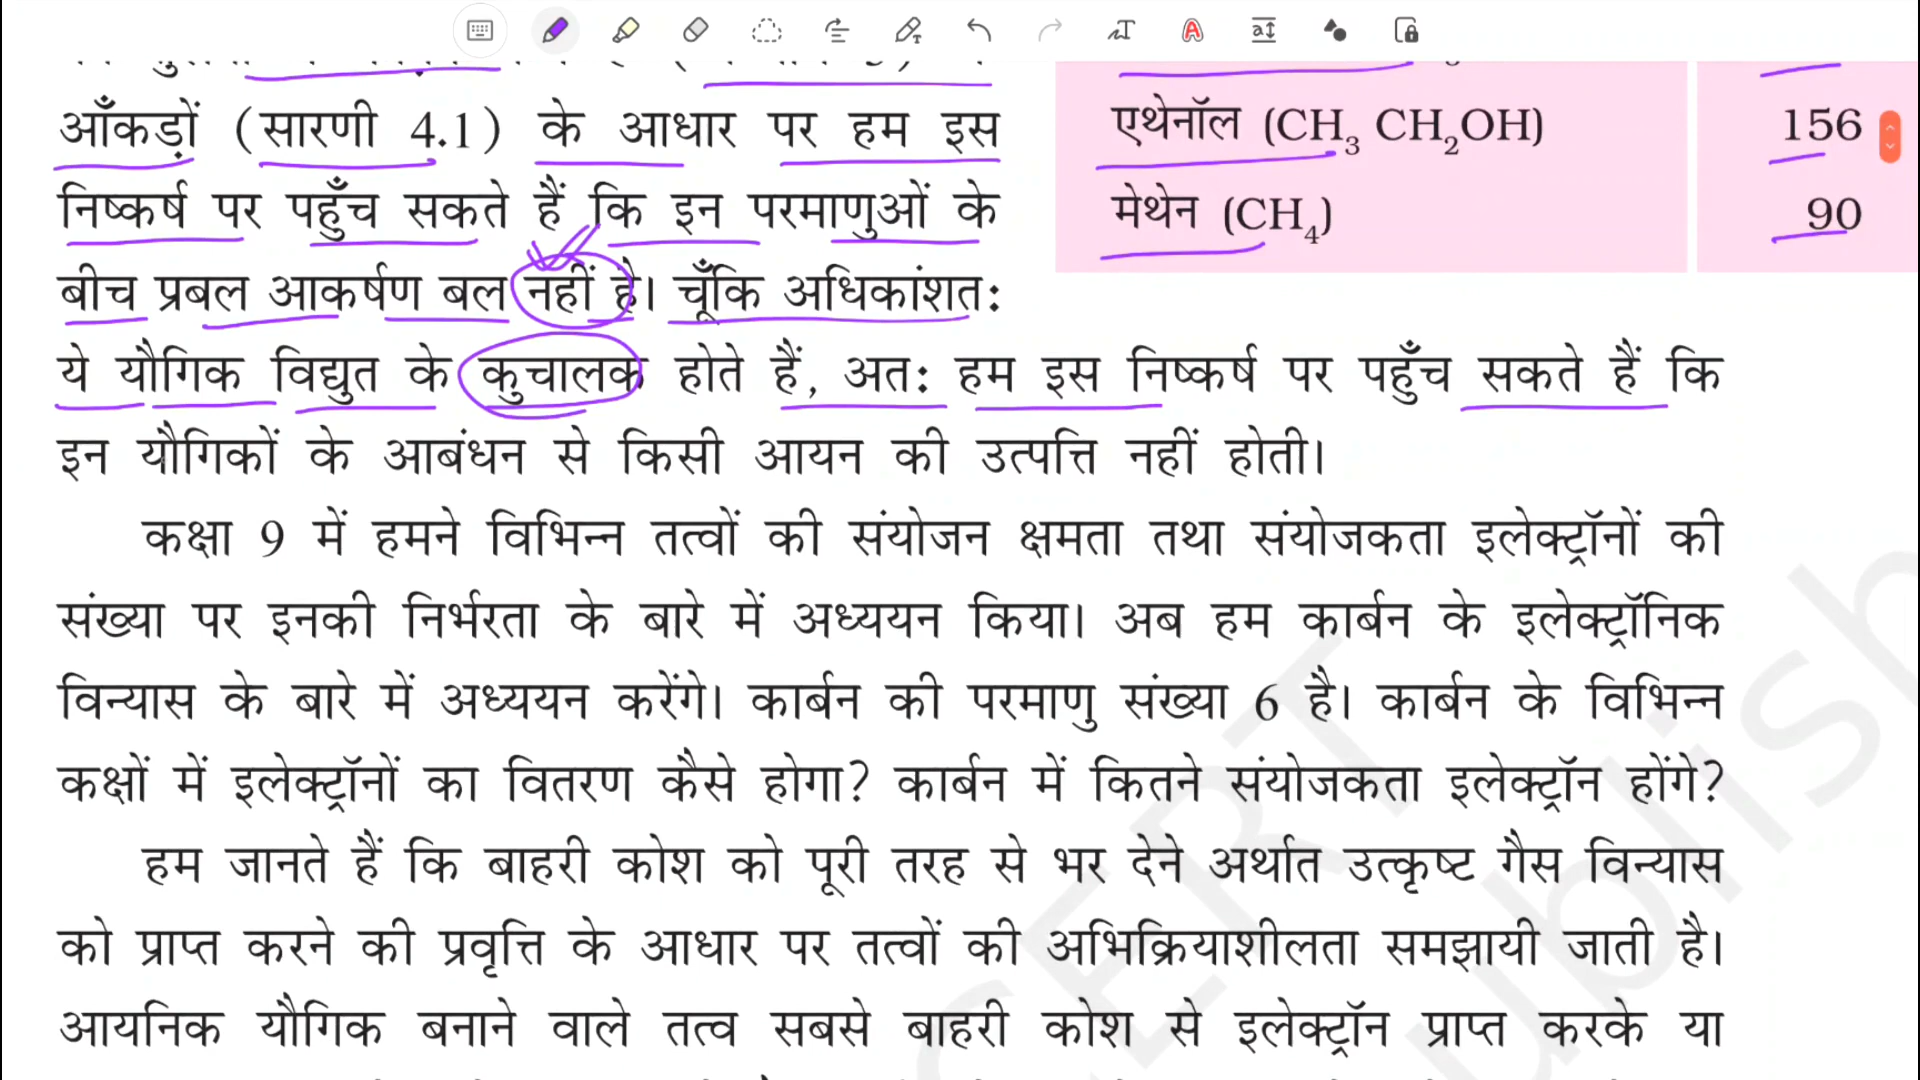 आँकड़ों (सारणी 4.1) के आधार पर हम इस
निष्कर्ष पर पहुँच सकते हैं कि इन परमाणुओं के
बीच प्रबल आकर्षण बल नहीं है। चूँकि अधिकांशतः
एथेनॉल (CH₃ CH₂OH) 156
मेथेन (CH₄) 90
ये यौगिक विद्युत के कुचालक होते हैं, अतः हम इस निष्कर्ष पर पहुँच सकते हैं कि
इन यौगिकों के आबंधन से किसी आयन की उत्पत्ति नहीं होती।
कक्षा 9 में हमने विभिन्न तत्वों की संयोजन क्षमता तथा संयोजकता इलेक्ट्रॉनों की
संख्या पर इनकी निर्भरता के बारे में अध्ययन किया। अब हम कार्बन के इलेक्ट्रॉनिक
विन्यास के बारे में अध्ययन करेंगे। कार्बन की परमाणु संख्या 6 है। कार्बन के विभिन्न
कक्षों में इलेक्ट्रॉनों का वितरण कैसे होगा? कार्बन में कितने संयोजकता इलेक्ट्रॉन होंगे?
हम जानते हैं कि बाहरी कोश को पूरी तरह से भर देने अर्थात उत्कृष्ट गैस विन्यास
को प्राप्त करने की प्रवृत्ति के आधार पर तत्वों की अभिक्रियाशीलता समझायी जाती है।
आयनिक यौगिक बनाने वाले तत्व सबसे बाहरी कोश से इलेक्ट्रॉन प्राप्त करके या